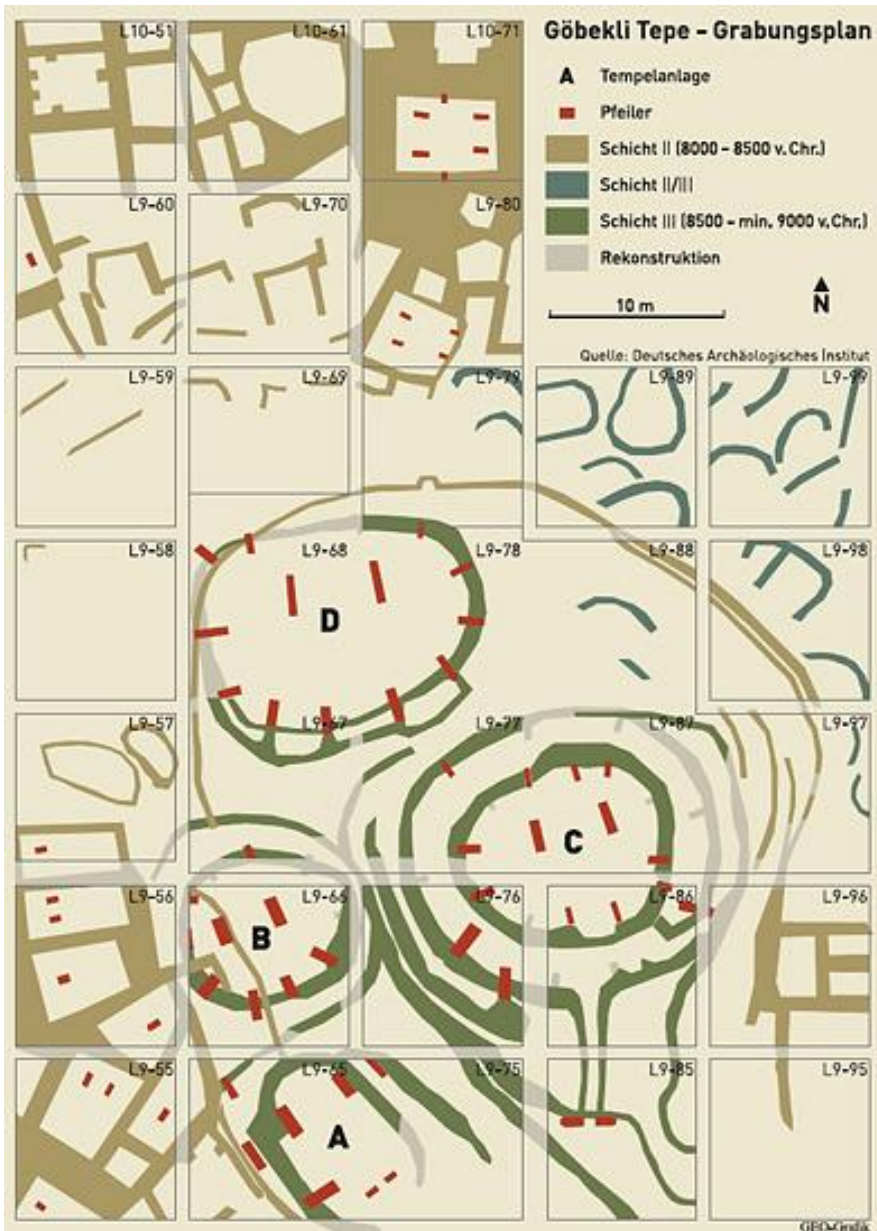 L10-51
L10-61
L10-71
Göbekli Tepe - Grabungsplan
A Tempelanlage
Pfeiler
Schicht II (8000 - 8500 v. Chr.)
Schicht II/III
Schicht III (8500 - min. 9000 v. Chr.)
Rekonstruktion
10 m
N
Quelle: Deutsches Archäologisches Institut
L9-60
L9-70
L9-80
L9-59
L9-69
L9-79
L9-89
L9-99
L9-58
L9-68
L9-78
L9-88
L9-98
D
L9-57
L9-67
L9-77
L9-87
L9-97
C
L9-56
L9-66
L9-76
L9-86
L9-96
B
L9-55
L9-75
L9-85
L9-95
A
GEO-Grafik